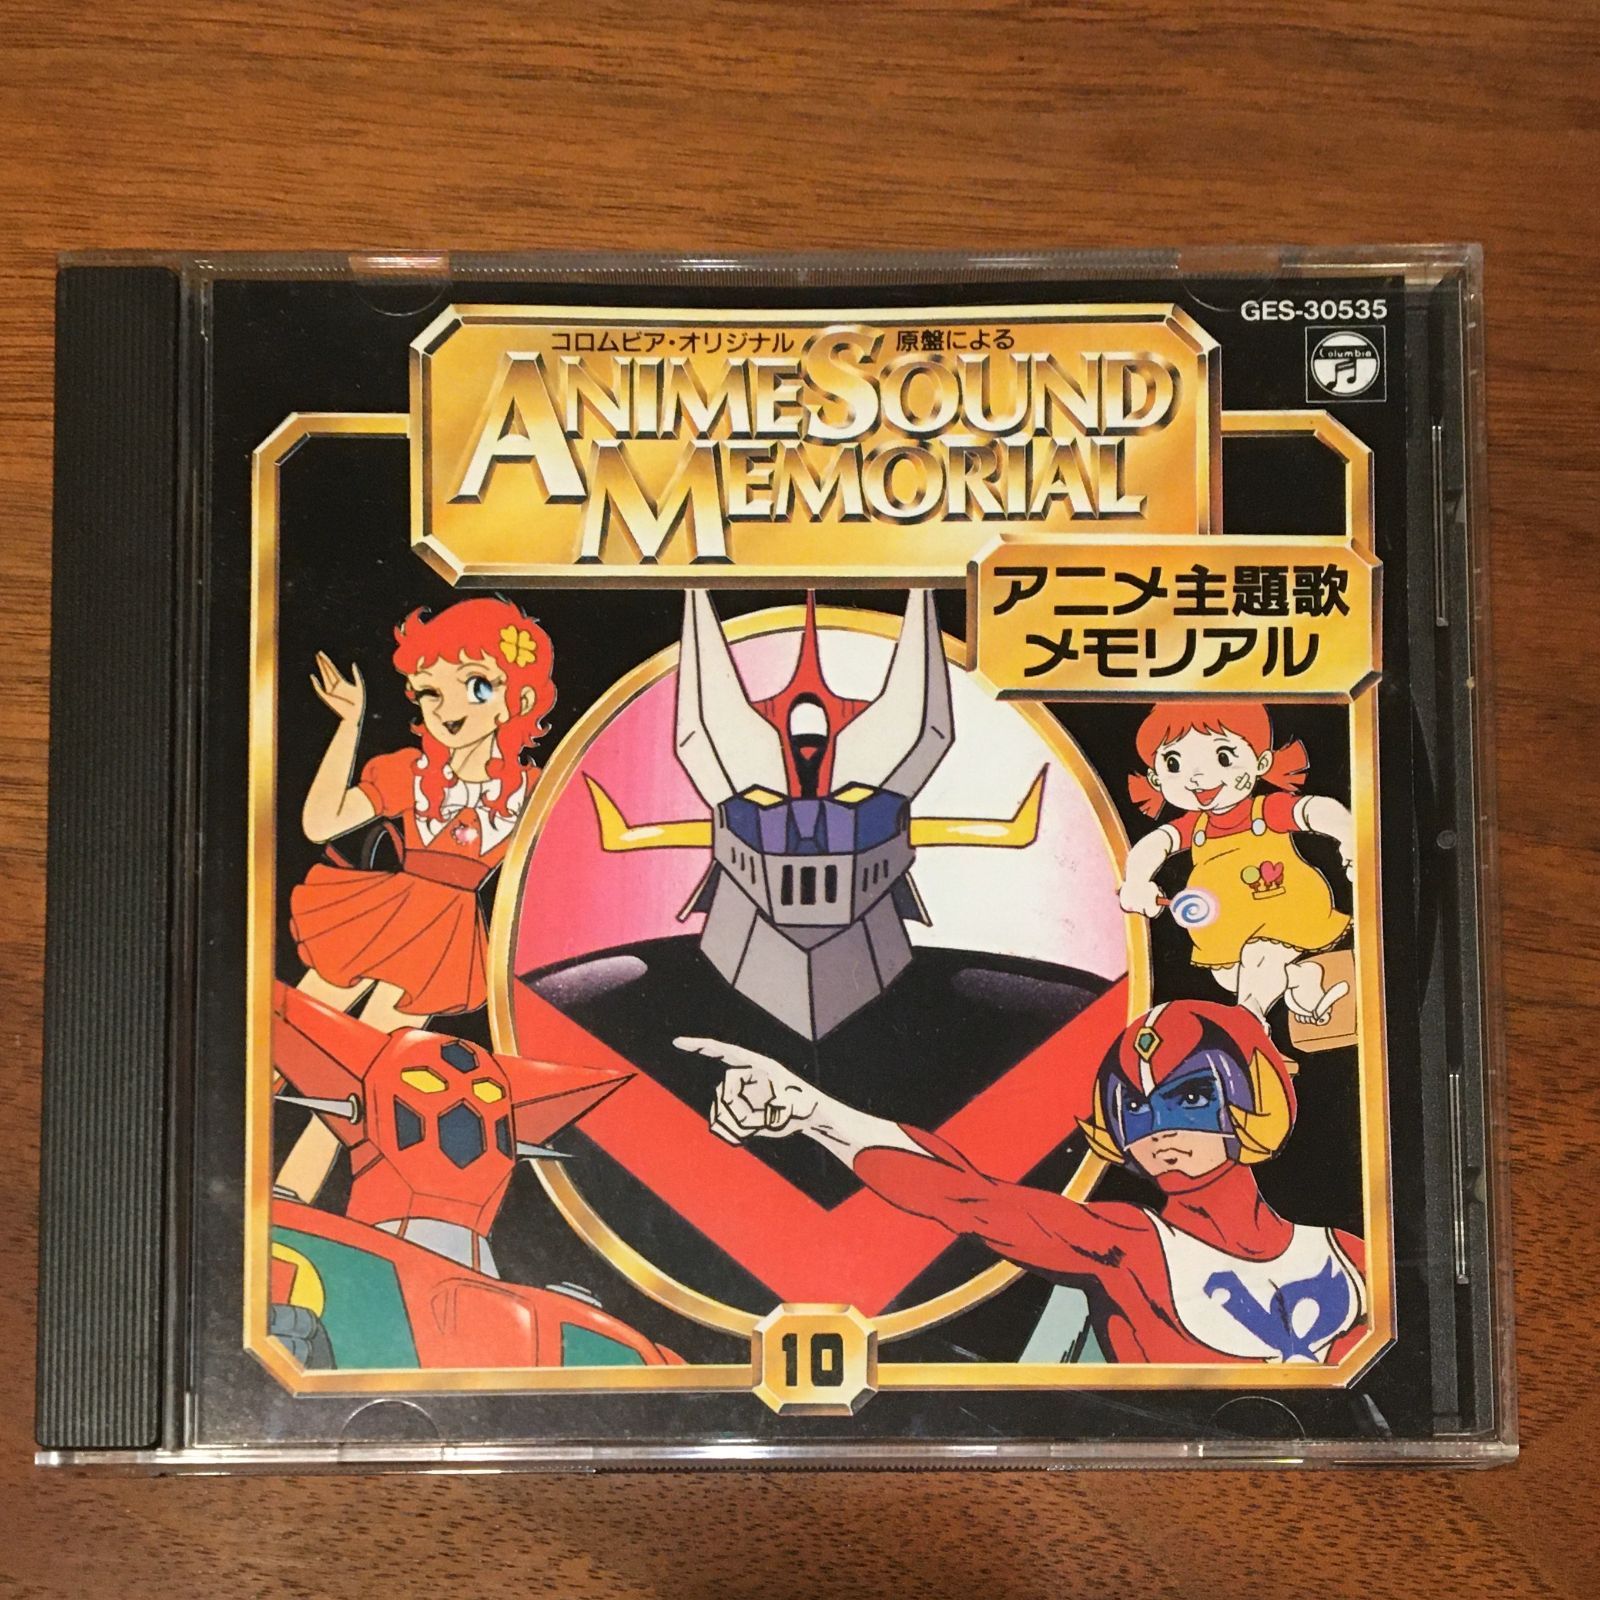 GES-30535
Columbia
コロムビア・オリジナル 原盤による
ANIME SOUND
MEMORIAL
アニメ主題歌
メモリアル
10